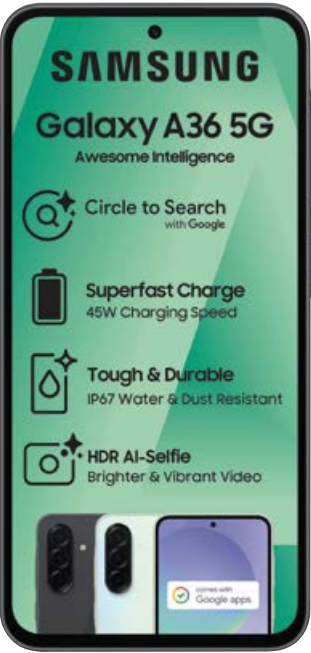 SAMSUNG
Galaxy A36 5G
Awesome Intelligence
Circle to Search
with Google
Superfast Charge
45W Charging Speed
Tough & Durable
IP67 Water & Dust Resistant
HDR AI-Selfie
Brighter & Vibrant Video
comes with
Google apps